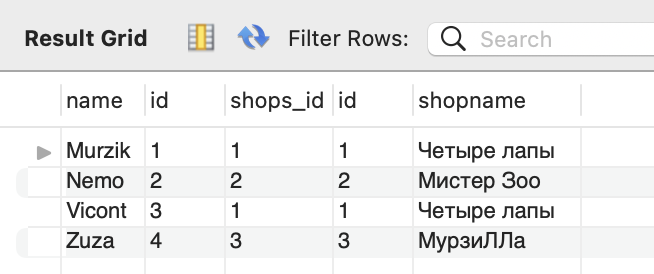 Result Grid Filter Rows: Search
name id shops_id id shopname
Murzik 1 1 1 Четыре лапы
Nemo 2 2 2 Мистер Зоо
Vicont 3 1 1 Четыре лапы
Zuza 4 3 3 МурзиЛЛа